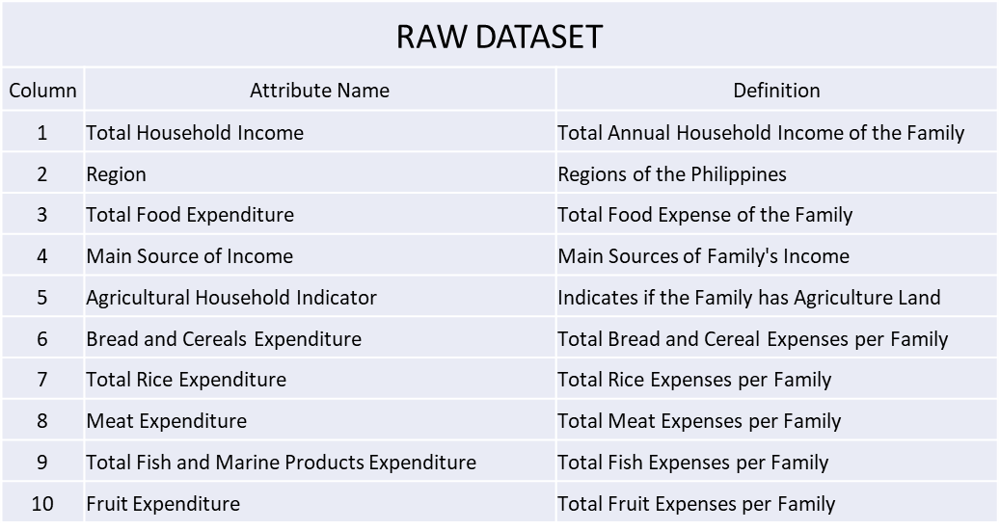 RAW DATASET
Column Attribute Name Definition
1 Total Household Income Total Annual Household Income of the Family
2 Region Regions of the Philippines
3 Total Food Expenditure Total Food Expense of the Family
4 Main Source of Income Main Sources of Family's Income
5 Agricultural Household Indicator Indicates if the Family has Agriculture Land
6 Bread and Cereals Expenditure Total Bread and Cereal Expenses per Family
7 Total Rice Expenditure Total Rice Expenses per Family
8 Meat Expenditure Total Meat Expenses per Family
9 Total Fish and Marine Products Expenditure Total Fish Expenses per Family
10 Fruit Expenditure Total Fruit Expenses per Family